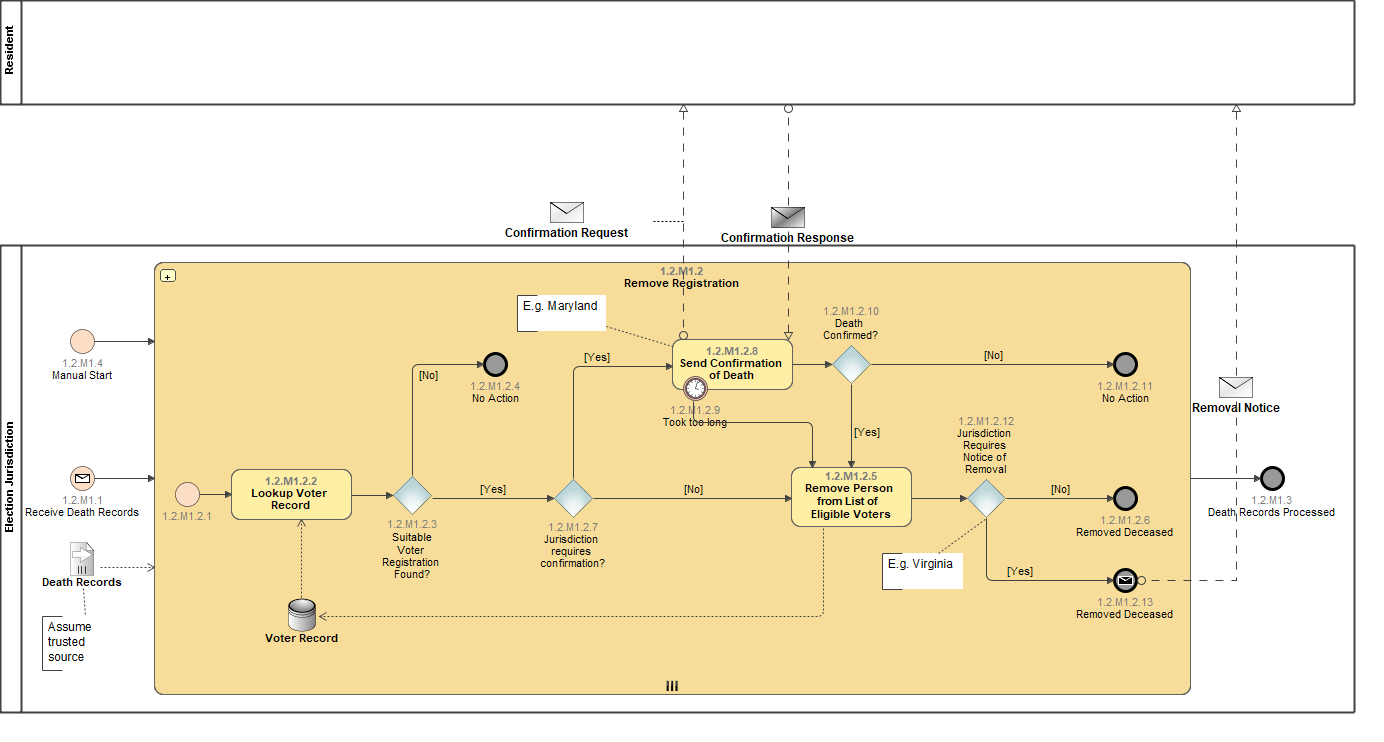 Resident
Confirmation Request
Confirmation Response
Election Jurisdiction
1.2.M1.2
Remove Registration
E.g. Maryland
1.2.M1.2.10
Death
Confirmed?
1.2.M1.4
Manual Start
[No]
1.2.M1.2.4
No Action
[Yes]
1.2.M1.2.8
Send Confirmation
of Death
1.2.M1.2.9
Took too long
[No]
1.2.M1.2.11
No Action
Removal Notice
[Yes]
1.2.M1.1
Receive Death Records
1.2.M1.2.1
1.2.M1.2.2
Lookup Voter
Record
1.2.M1.2.3
Suitable
Voter
Registration
Found?
[Yes]
1.2.M1.2.7
Jurisdiction
requires
confirmation?
[No]
1.2.M1.2.5
Remove Person
from List of
Eligible Voters
1.2.M1.2.12
Jurisdiction
Requires
Notice of
Removal
[No]
1.2.M1.2.6
Removed Deceased
1.2.M1.3
Death Records Processed
E.g. Virginia
[Yes]
1.2.M1.2.13
Removed Deceased
Death Records
Assume
trusted
source
Voter Record